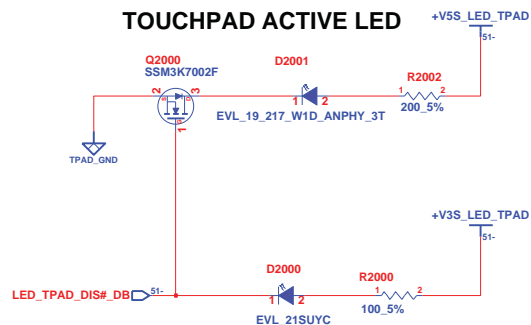 TOUCHPAD ACTIVE LED
+V5S_LED_TPAD
51-
Q2000
SSM3K7002F
D2001
R2002
2 3
S D
G
1
1 2
1 2
EVL_19_217_W1D_ANPHY_3T
200_5%
TPAD_GND
+V3S_LED_TPAD
51-
D2000
R2000
LED_TPAD_DIS#_DB
51-
1 2
1 2
EVL_21SUYC
100_5%